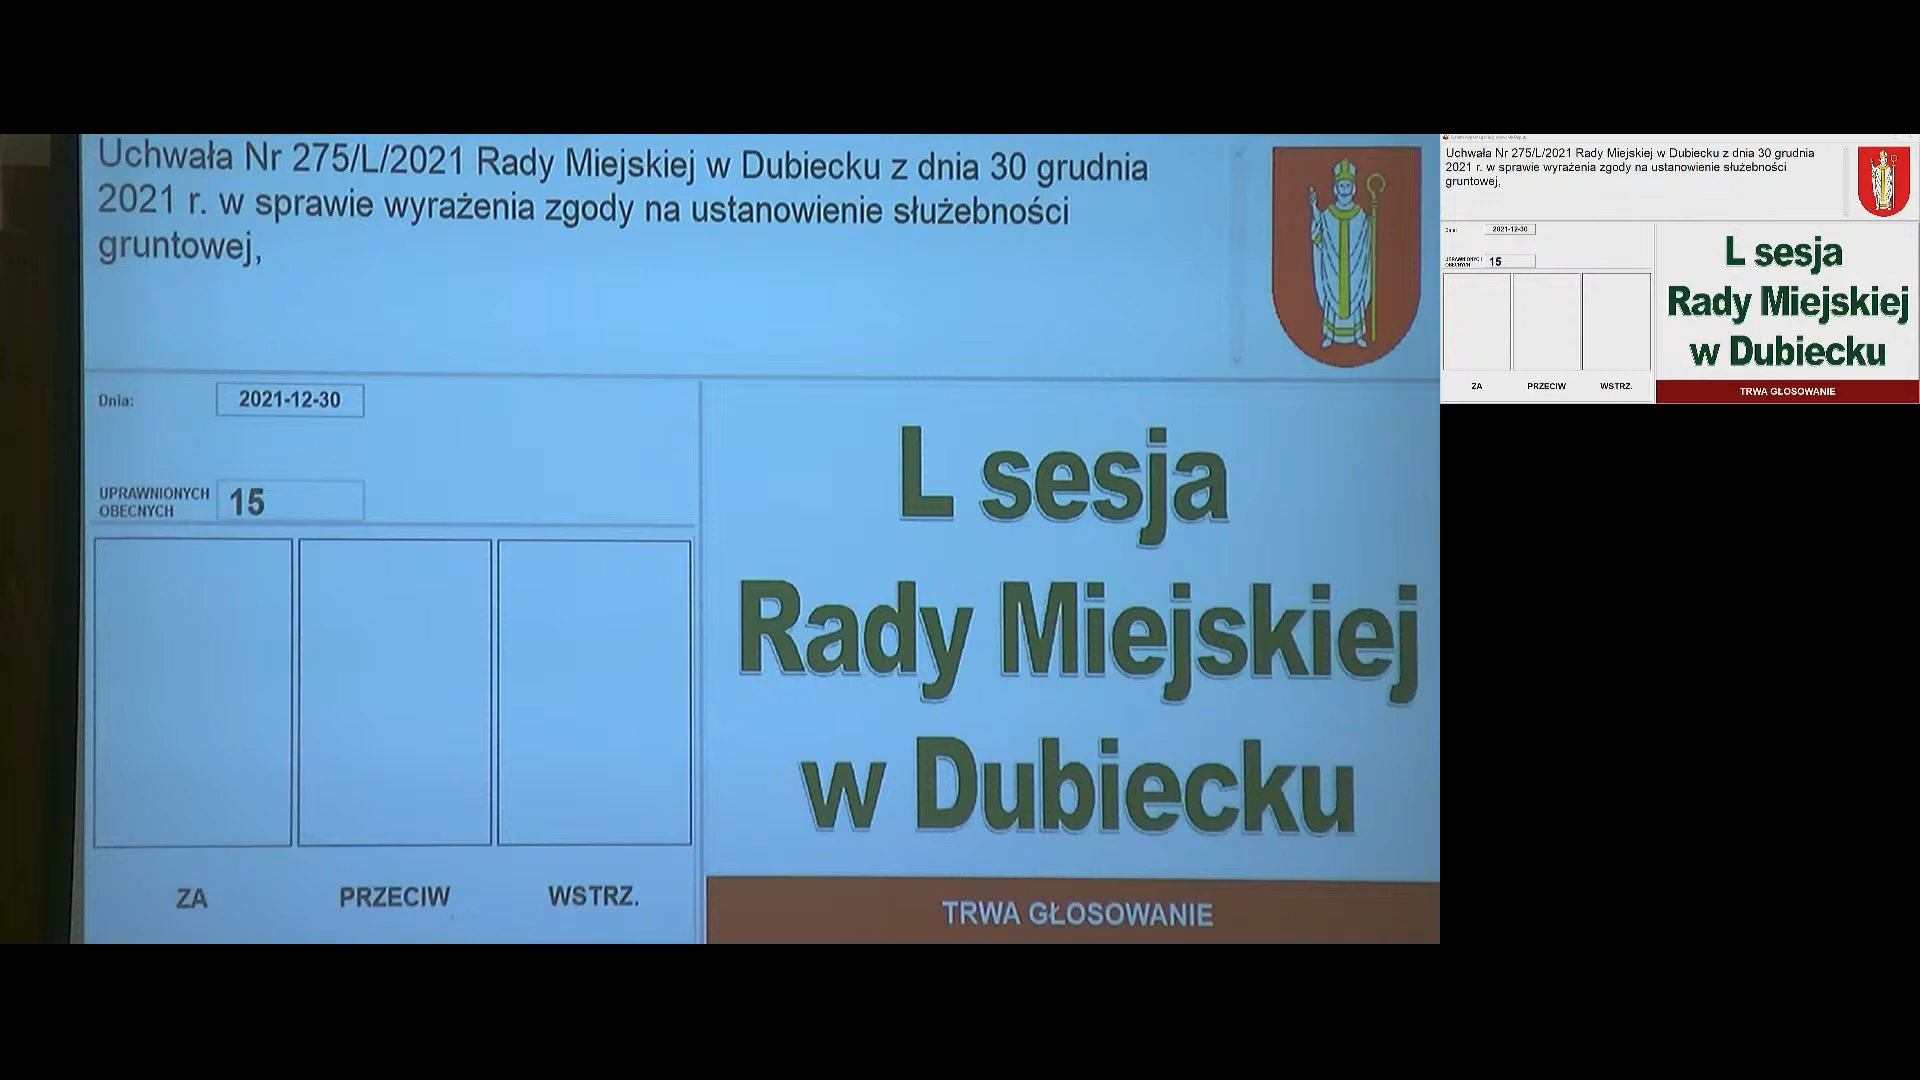 Uchwała Nr 275/L/2021 Rady Miejskiej w Dubiecku z dnia 30 grudnia
2021 r. w sprawie wyrażenia zgody na ustanowienie służebności
gruntowej,
Dnia:
2021-12-30
UPRAWNIONYCH
OBECNYCH
15
ZA
PRZECIW
WSTRZ.
L sesja
Rady Miejskiej
w Dubiecku
TRWA GŁOSOWANIE
Uchwała Nr 275/L/2021 Rady Miejskiej w Dubiecku z dnia 30 grudnia
2021 r. w sprawie wyrażenia zgody na ustanowienie służebności
gruntowej,
Dnia:
2021-12-30
UPRAWNIONYCH
OBECNYCH
15
ZA
PRZECIW
WSTRZ.
L sesja
Rady Miejskiej
w Dubiecku
TRWA GŁOSOWANIE